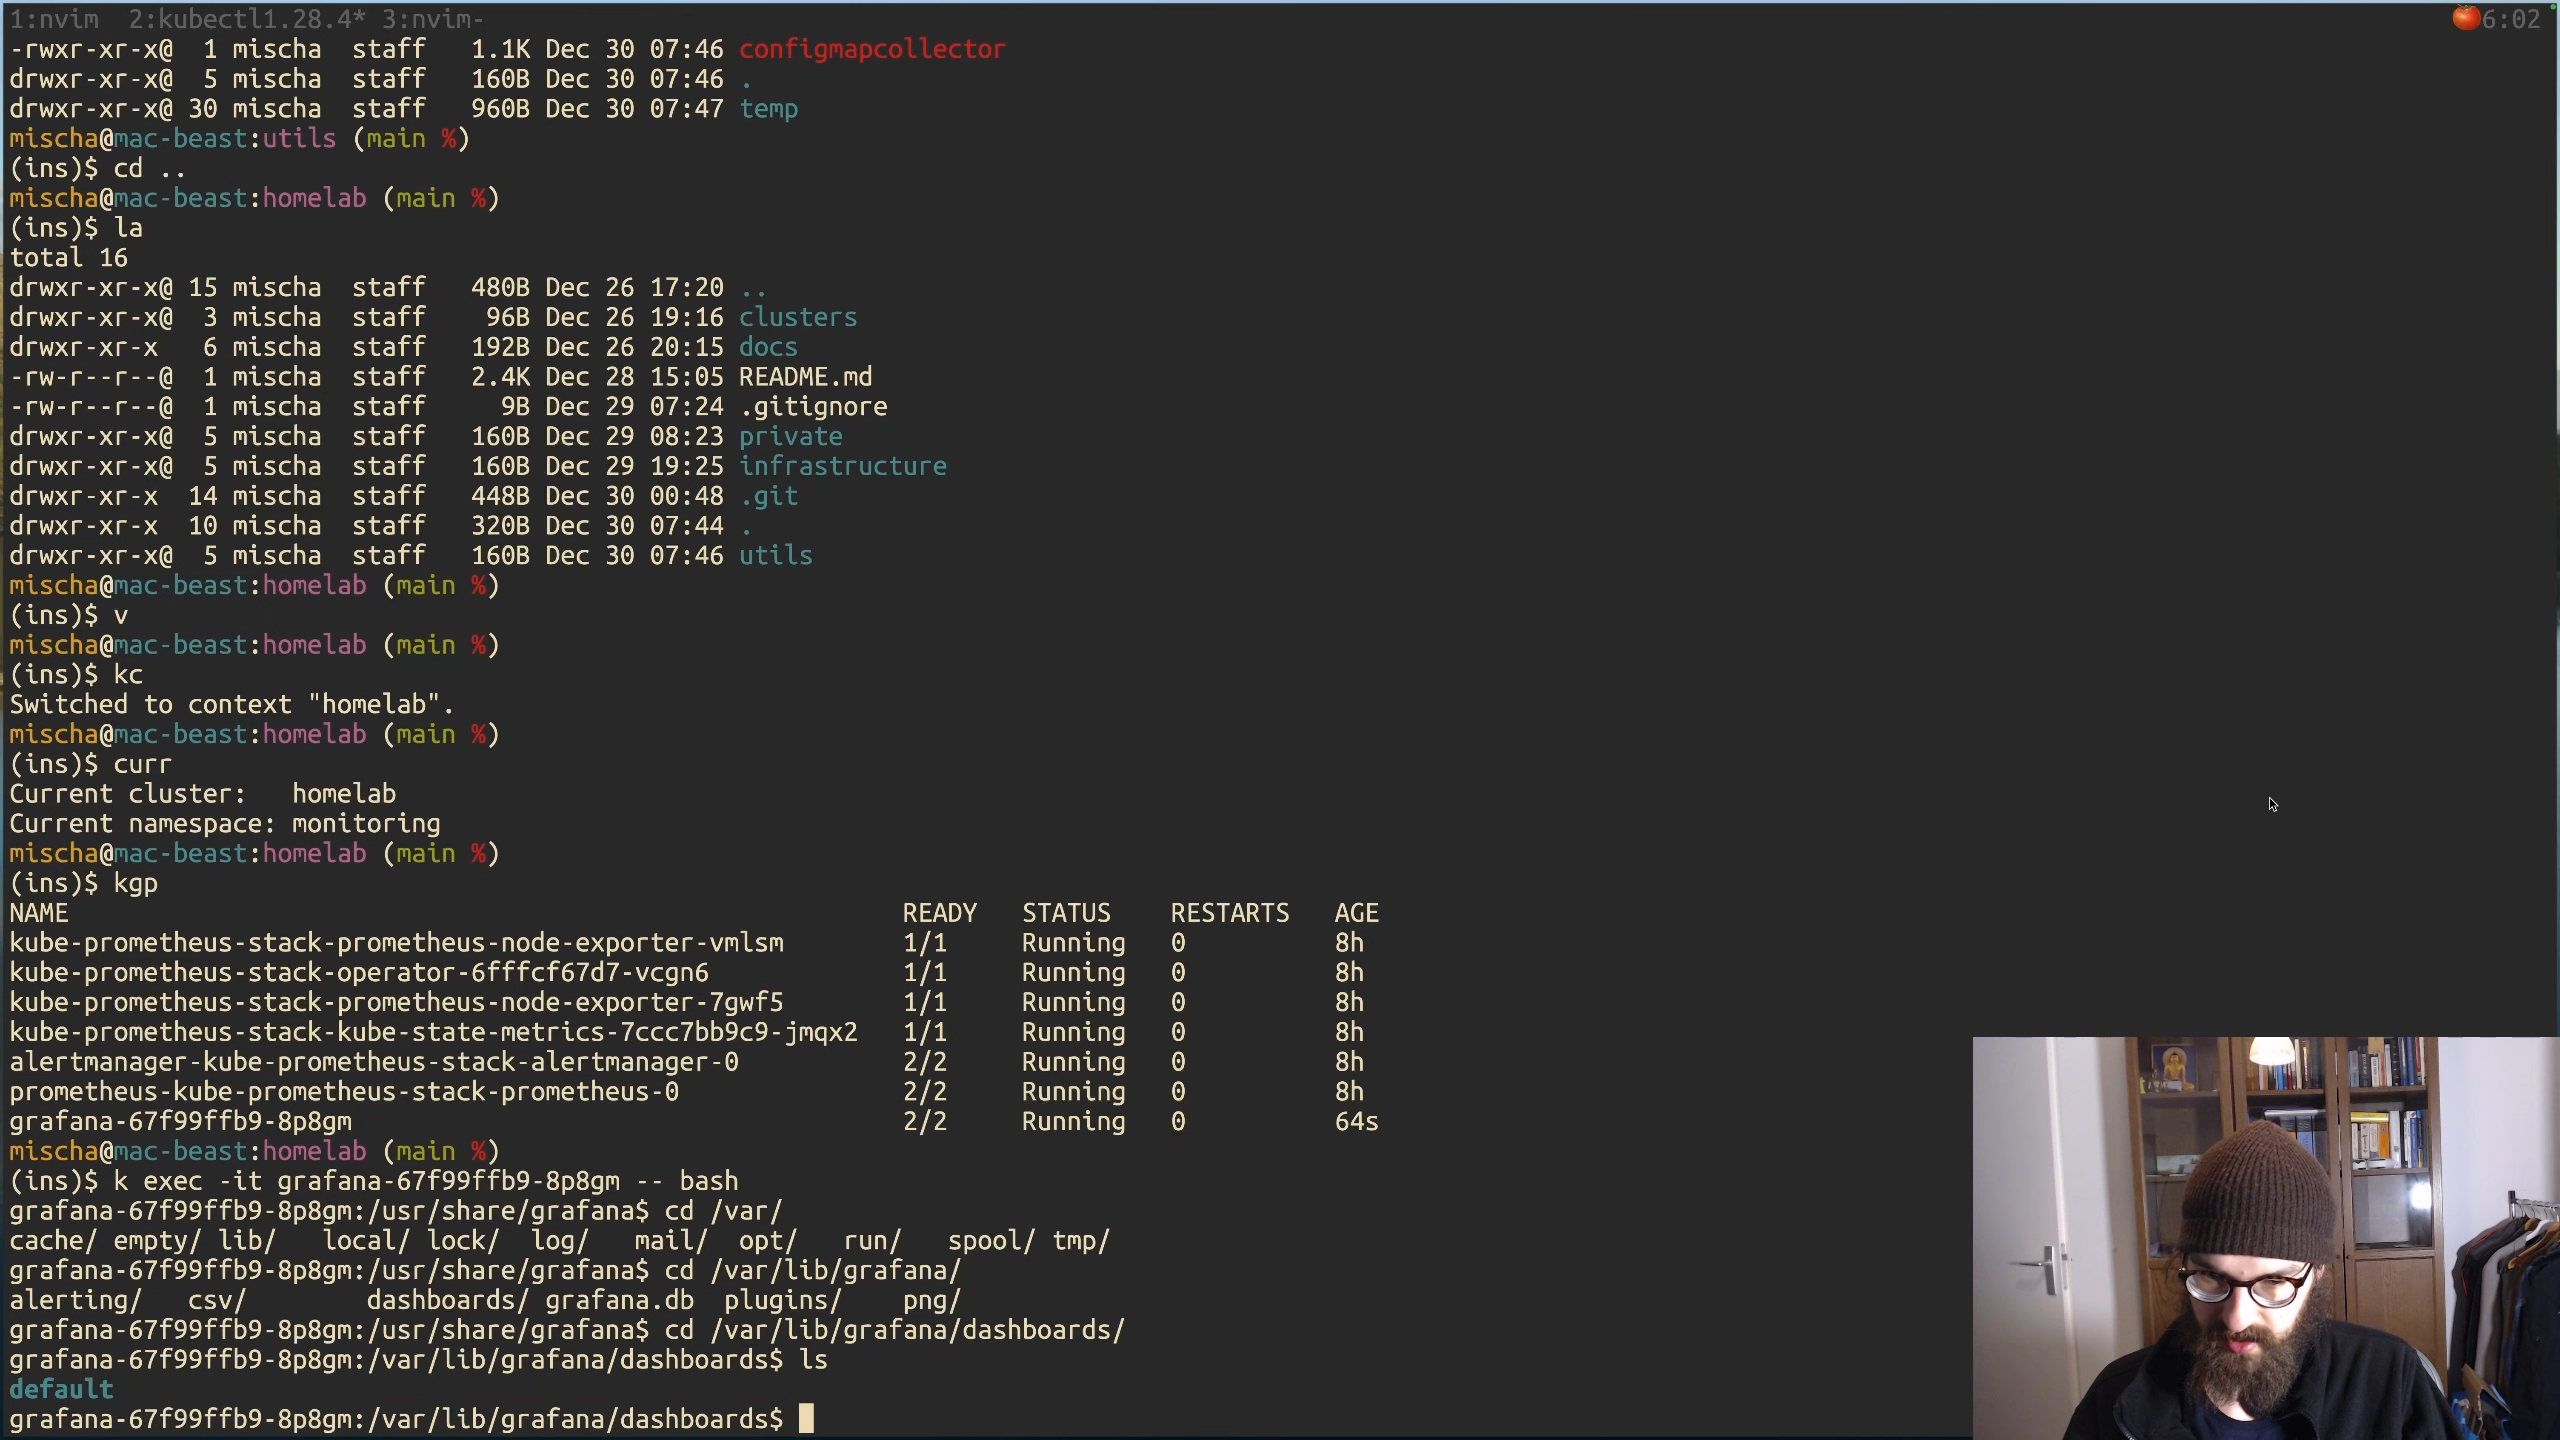 1:nvim  2:kubectl1.28.4* 3:nvim-
6:02
-rwxr-xr-x@  1 mischa  staff   1.1K Dec 30 07:46 configmapcollector
drwxr-xr-x@  5 mischa  staff   160B Dec 30 07:46 .
drwxr-xr-x@ 30 mischa  staff   960B Dec 30 07:47 temp
mischa@mac-beast:utils (main %)
(ins)$ cd ..
mischa@mac-beast:homelab (main %)
(ins)$ la
total 16
drwxr-xr-x@ 15 mischa  staff   480B Dec 26 17:20 ..
drwxr-xr-x@  3 mischa  staff    96B Dec 26 19:16 clusters
drwxr-xr-x   6 mischa  staff   192B Dec 26 20:15 docs
-rw-r--r--@  1 mischa  staff   2.4K Dec 28 15:05 README.md
-rw-r--r--@  1 mischa  staff     9B Dec 29 07:24 .gitignore
drwxr-xr-x@  5 mischa  staff   160B Dec 29 08:23 private
drwxr-xr-x@  5 mischa  staff   160B Dec 29 19:25 infrastructure
drwxr-xr-x  14 mischa  staff   448B Dec 30 00:48 .git
drwxr-xr-x  10 mischa  staff   320B Dec 30 07:44 .
drwxr-xr-x@  5 mischa  staff   160B Dec 30 07:46 utils
mischa@mac-beast:homelab (main %)
(ins)$ v
mischa@mac-beast:homelab (main %)
(ins)$ kc
Switched to context "homelab".
mischa@mac-beast:homelab (main %)
(ins)$ curr
Current cluster:   homelab
Current namespace: monitoring
mischa@mac-beast:homelab (main %)
(ins)$ kgp
NAME                                                        READY   STATUS    RESTARTS   AGE
kube-prometheus-stack-prometheus-node-exporter-vmlsm        1/1     Running   0          8h
kube-prometheus-stack-operator-6fffcf67d7-vcgn6             1/1     Running   0          8h
kube-prometheus-stack-prometheus-node-exporter-7gwf5        1/1     Running   0          8h
kube-prometheus-stack-kube-state-metrics-7ccc7bb9c9-jmqx2   1/1     Running   0          8h
alertmanager-kube-prometheus-stack-alertmanager-0           2/2     Running   0          8h
prometheus-kube-prometheus-stack-prometheus-0               2/2     Running   0          8h
grafana-67f99ffb9-8p8gm                                     2/2     Running   0          64s
mischa@mac-beast:homelab (main %)
(ins)$ k exec -it grafana-67f99ffb9-8p8gm -- bash
grafana-67f99ffb9-8p8gm:/usr/share/grafana$ cd /var/
cache/ empty/ lib/   local/ lock/  log/   mail/  opt/   run/   spool/ tmp/
grafana-67f99ffb9-8p8gm:/usr/share/grafana$ cd /var/lib/grafana/
alerting/   csv/        dashboards/ grafana.db  plugins/    png/
grafana-67f99ffb9-8p8gm:/usr/share/grafana$ cd /var/lib/grafana/dashboards/
grafana-67f99ffb9-8p8gm:/var/lib/grafana/dashboards$ ls
default
grafana-67f99ffb9-8p8gm:/var/lib/grafana/dashboards$